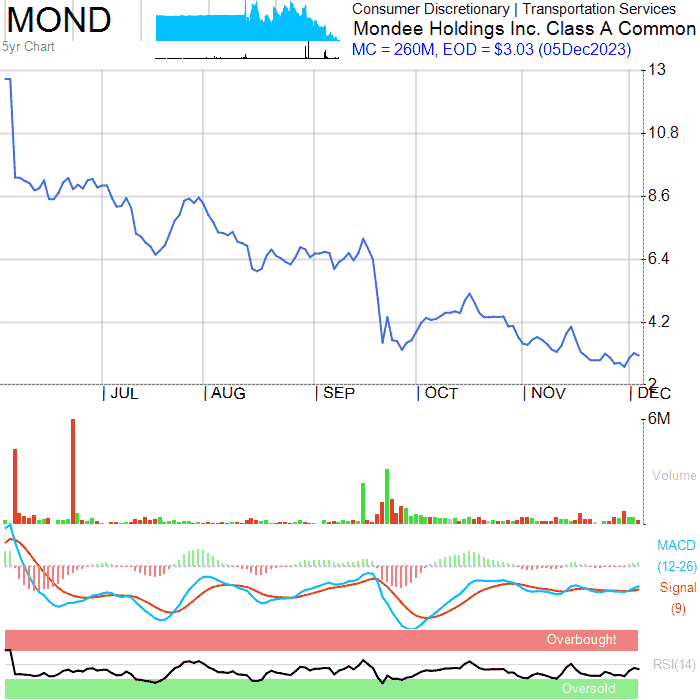 MOND
5yr Chart
Consumer Discretionary | Transportation Services
Mondee Holdings Inc. Class A Common
MC = 260M, EOD = $3.03 (05Dec2023)
13
10.8
8.6
6.4
4.2
2
JUL AUG SEP OCT NOV DEC
6M
Volume
MACD
(12-26)
Signal
(9)
Overbought
RSI(14)
Oversold